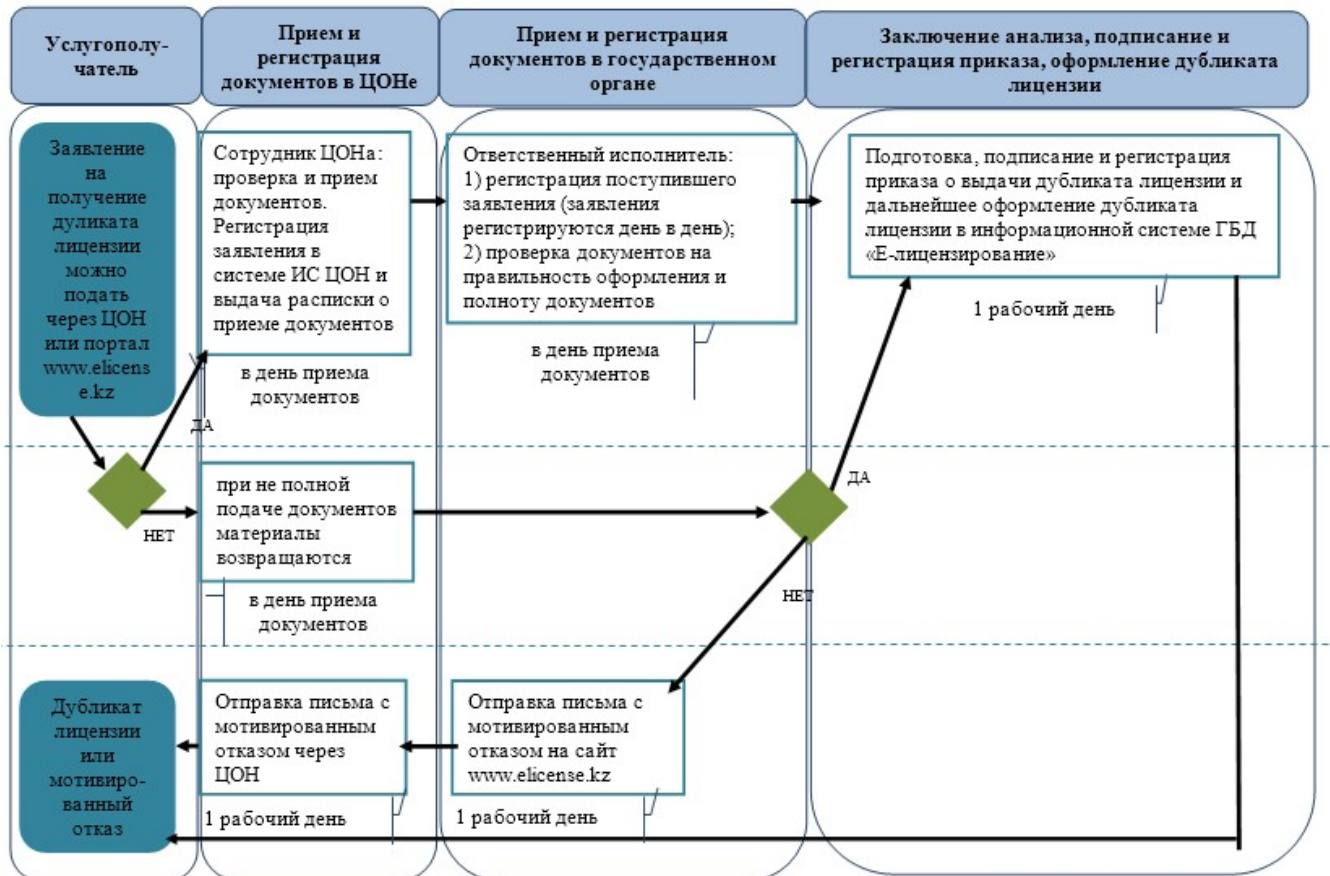 Услугополу-
чатель
Прием и
регистрация
документов в ЦОНе
Прием и регистрация
документов в государственном
органе
Заключение анализа, подписание и
регистрация приказа, оформление дубликата
лицензии
Заявление
на
получение
дуликата
лицензии
можно
подать
через ЦОН
или портал
www.elicens
e.kz
Сотрудник ЦОНа:
проверка и прием
документов.
Регистрация
заявления в
системе ИС ЦОН и
выдача расписки о
приеме документов
в день приема
документов
Ответственный исполнитель:
1) регистрация поступившего
заявления (заявления
регистрируются день в день);
2) проверка документов на
правильность оформления и
полноту документов
в день приема
документов
Подготовка, подписание и регистрация
приказа о выдачи дубликата лицензии и
дальнейшее оформление дубликата
лицензии в информационной системе ГБД
«Е-лицензирование»
1 рабочий день
ДА
НЕТ
при не полной
подаче документов
материалы
возвращаются
в день приема
документов
ДА
НЕТ
Дубликат
лицензии
или
мотивиро-
ванный
отказ
Отправка письма с
мотивированным
отказом через
ЦОН
1 рабочий день
Отправка письма с
мотивированным
отказом на сайт
www.elicense.kz
1 рабочий день